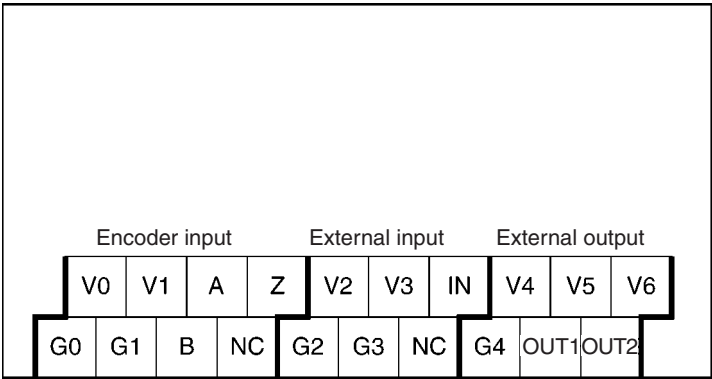 Encoder input External input External output
V0 V1 A Z V2 V3 IN V4 V5 V6
G0 G1 B NC G2 G3 NC G4 OUT1 OUT2